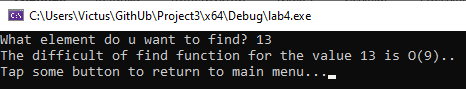 C:\Users\Victus\GithUb\Project3\x64\Debug\lab4.exe
What element do u want to find? 13
The difficult of find function for the value 13 is O(9)..
Tap some button to return to main menu...